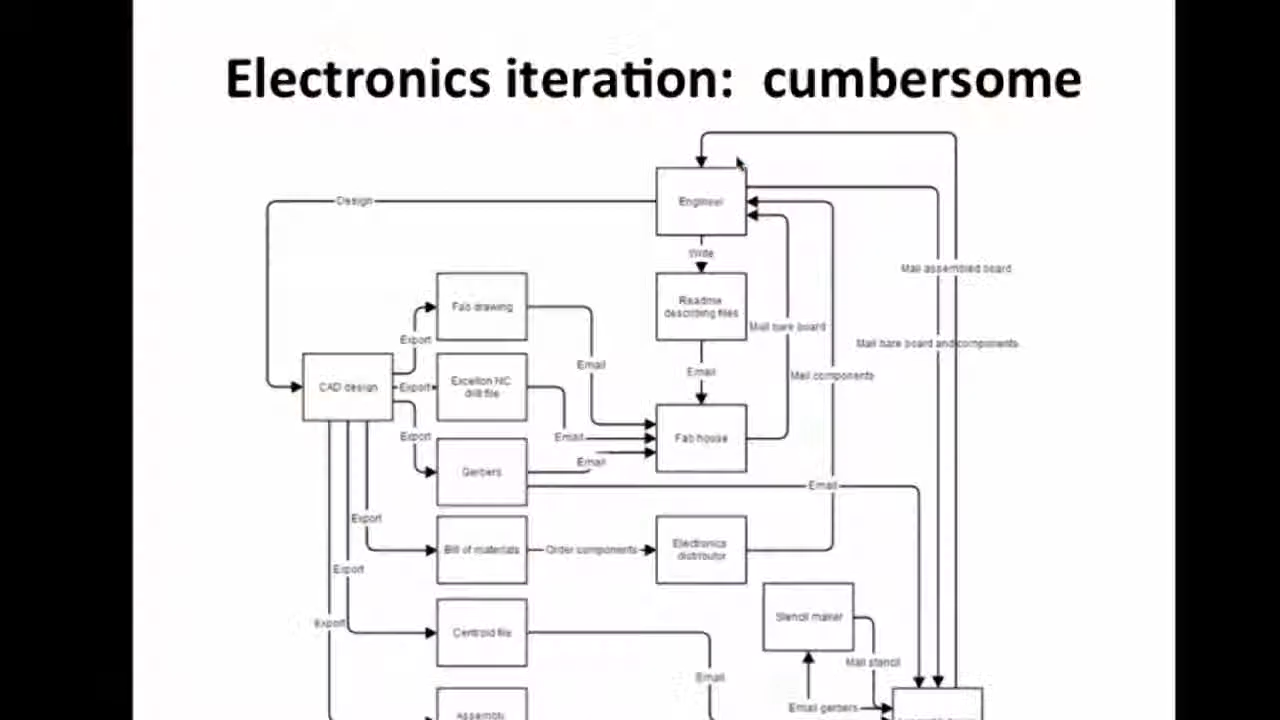 Electronics iteration: cumbersome
Engineer
Design
Write
Mail assembled board
Fab drawing
Readme
describing files
Mail bare board
Export
Email
Mail bare board and components
Email
Mail components
CAD design
Export
Excellon NC
drill file
Export
Email
Fab house
Email
Gerbers
Email
Export
Bill of materials
Order components
Electronics
distributor
Export
Stencil maker
Export
Centroid file
Mail stencil
Email
Email gerbers
Assembly